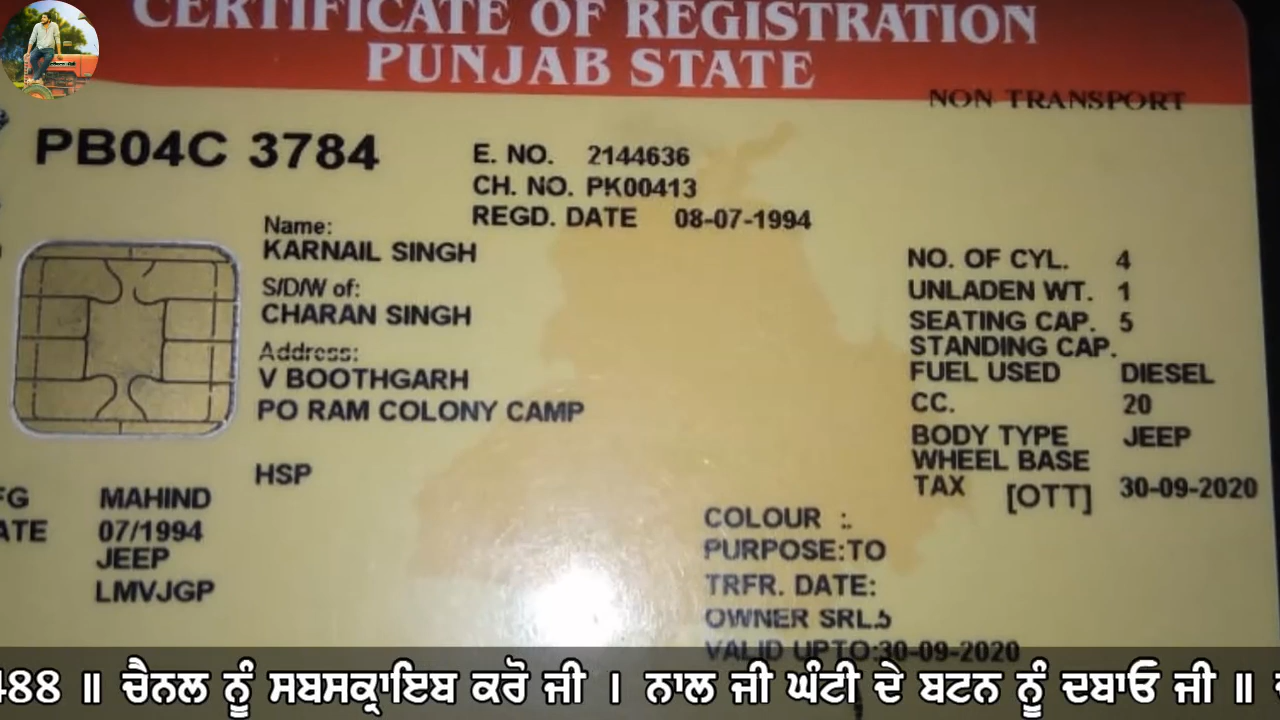 CERTIFICATE OF REGISTRATION
PUNJAB STATE
NON TRANSPORT
PB04C 3784
E. NO. 2144636
CH. NO. PK00413
REGD. DATE 08-07-1994
Name:
KARNAIL SINGH
S/D/W of:
CHARAN SINGH
Address:
V BOOTHGARH
PO RAM COLONY CAMP
HSP
NO. OF CYL. 4
UNLADEN WT. 1
SEATING CAP. 5
STANDING CAP.
FUEL USED DIESEL
CC. 20
BODY TYPE JEEP
WHEEL BASE
TAX [OTT] 30-09-2020
FG MAHIND
ATE 07/1994
JEEP
LMVJGP
COLOUR :.
PURPOSE:TO
TRFR. DATE:
OWNER SRL.5
VALID UPTO:30-09-2020
488 ॥ ਚੈਨਲ ਨੂੰ ਸਬਸਕ੍ਰਾਇਬ ਕਰੋ ਜੀ । ਨਾਲ ਜੀ ਘੰਟੀ ਦੇ ਬਟਨ ਨੂੰ ਦਬਾਓ ਜੀ ॥